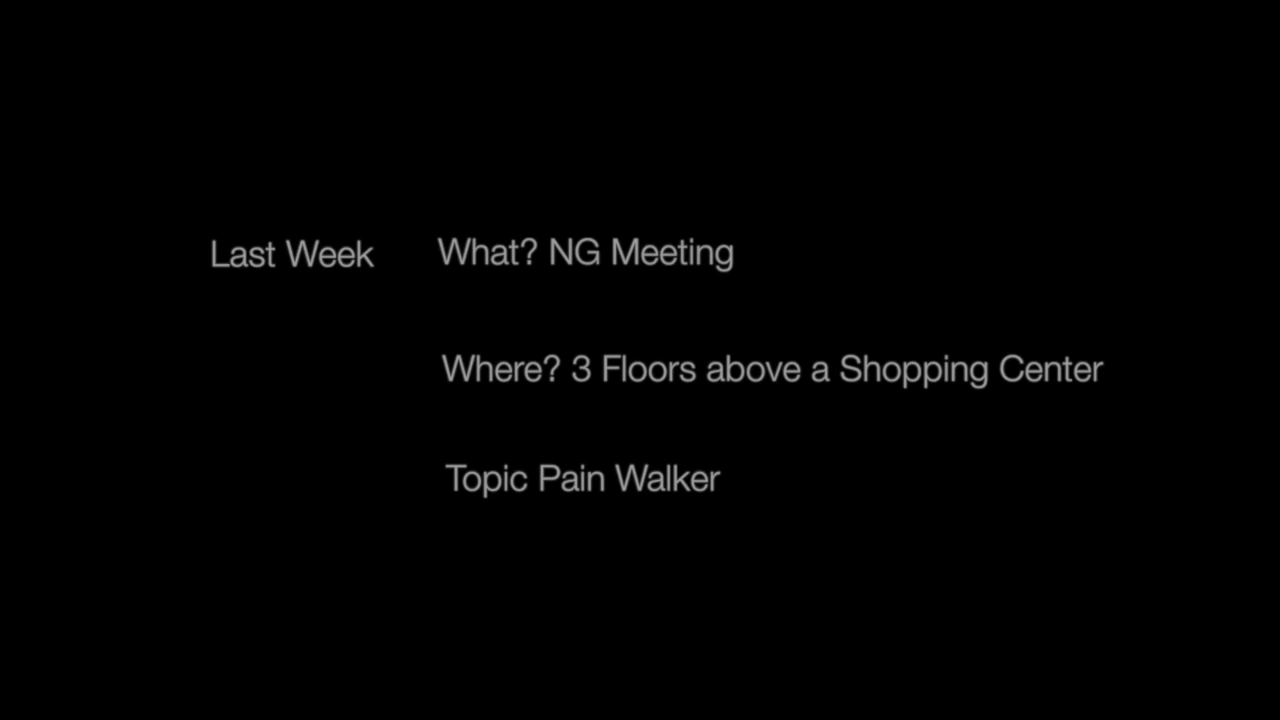 Last Week What? NG Meeting
Where? 3 Floors above a Shopping Center
Topic Pain Walker